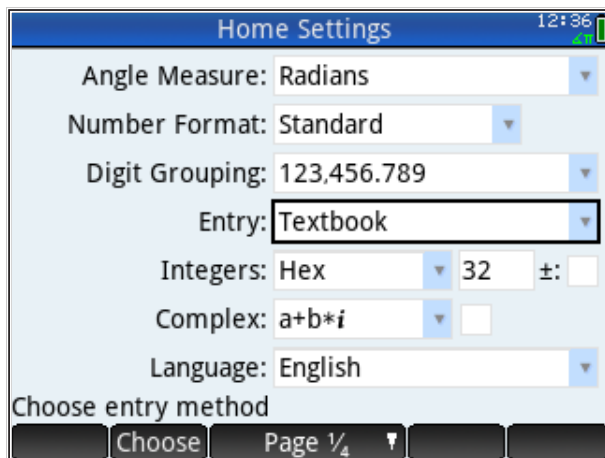 Home Settings 12:36
∡π
Angle Measure: Radians
Number Format: Standard
Digit Grouping: 123,456.789
Entry: Textbook
Integers: Hex 32 ±:
Complex: a+b*i
Language: English
Choose entry method
Choose Page ¼